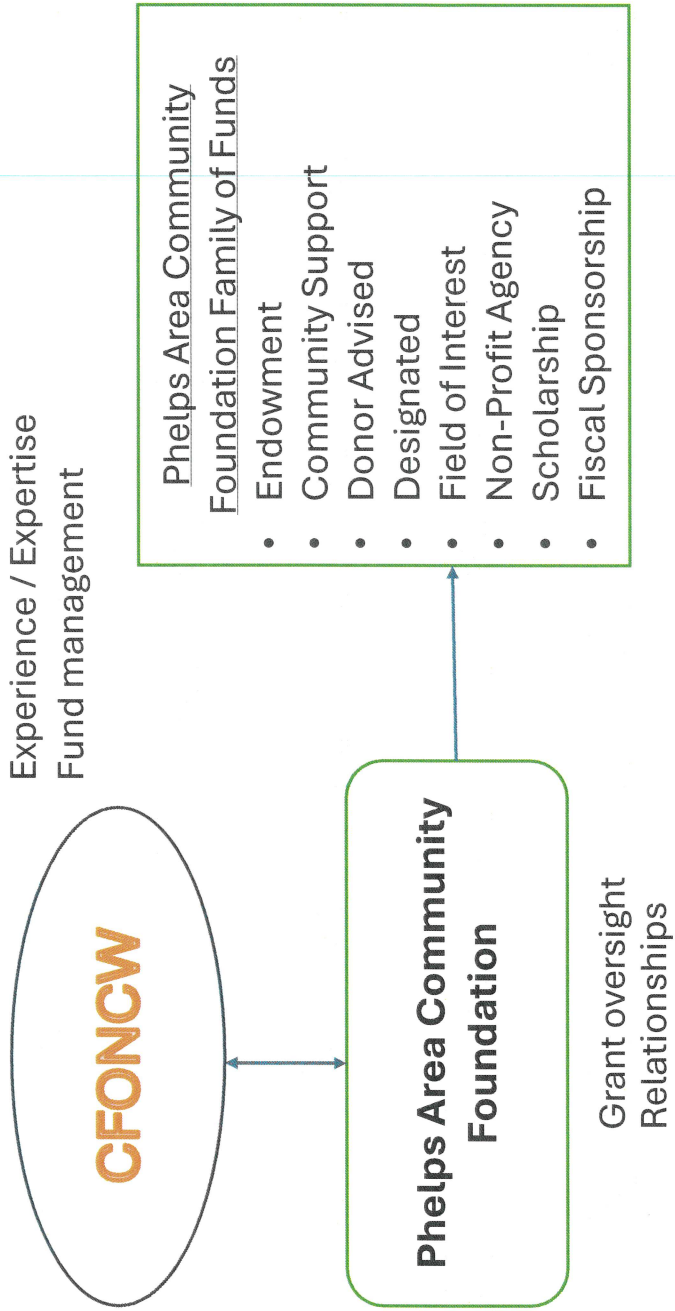 CFONCW
Experience / Expertise
Fund management
Phelps Area Community
Foundation
Grant oversight
Relationships
Phelps Area Community
Foundation Family of Funds
• Endowment
• Community Support
• Donor Advised
• Designated
• Field of Interest
• Non-Profit Agency
• Scholarship
• Fiscal Sponsorship